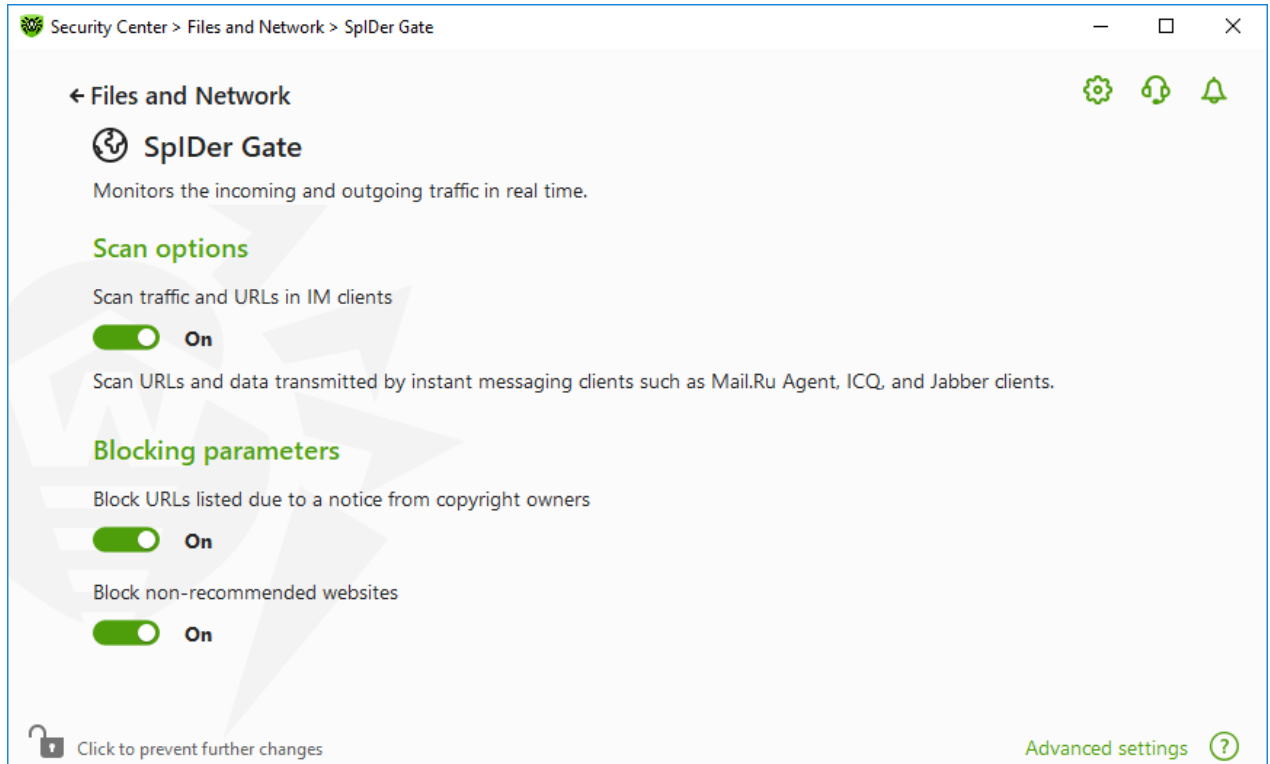 Security Center > Files and Network > SpIDer Gate
Files and Network
SpIDer Gate
Monitors the incoming and outgoing traffic in real time.
Scan options
Scan traffic and URLs in IM clients
On
Scan URLs and data transmitted by instant messaging clients such as Mail.Ru Agent, ICQ, and Jabber clients.
Blocking parameters
Block URLs listed due to a notice from copyright owners
On
Block non-recommended websites
On
Click to prevent further changes
Advanced settings ?